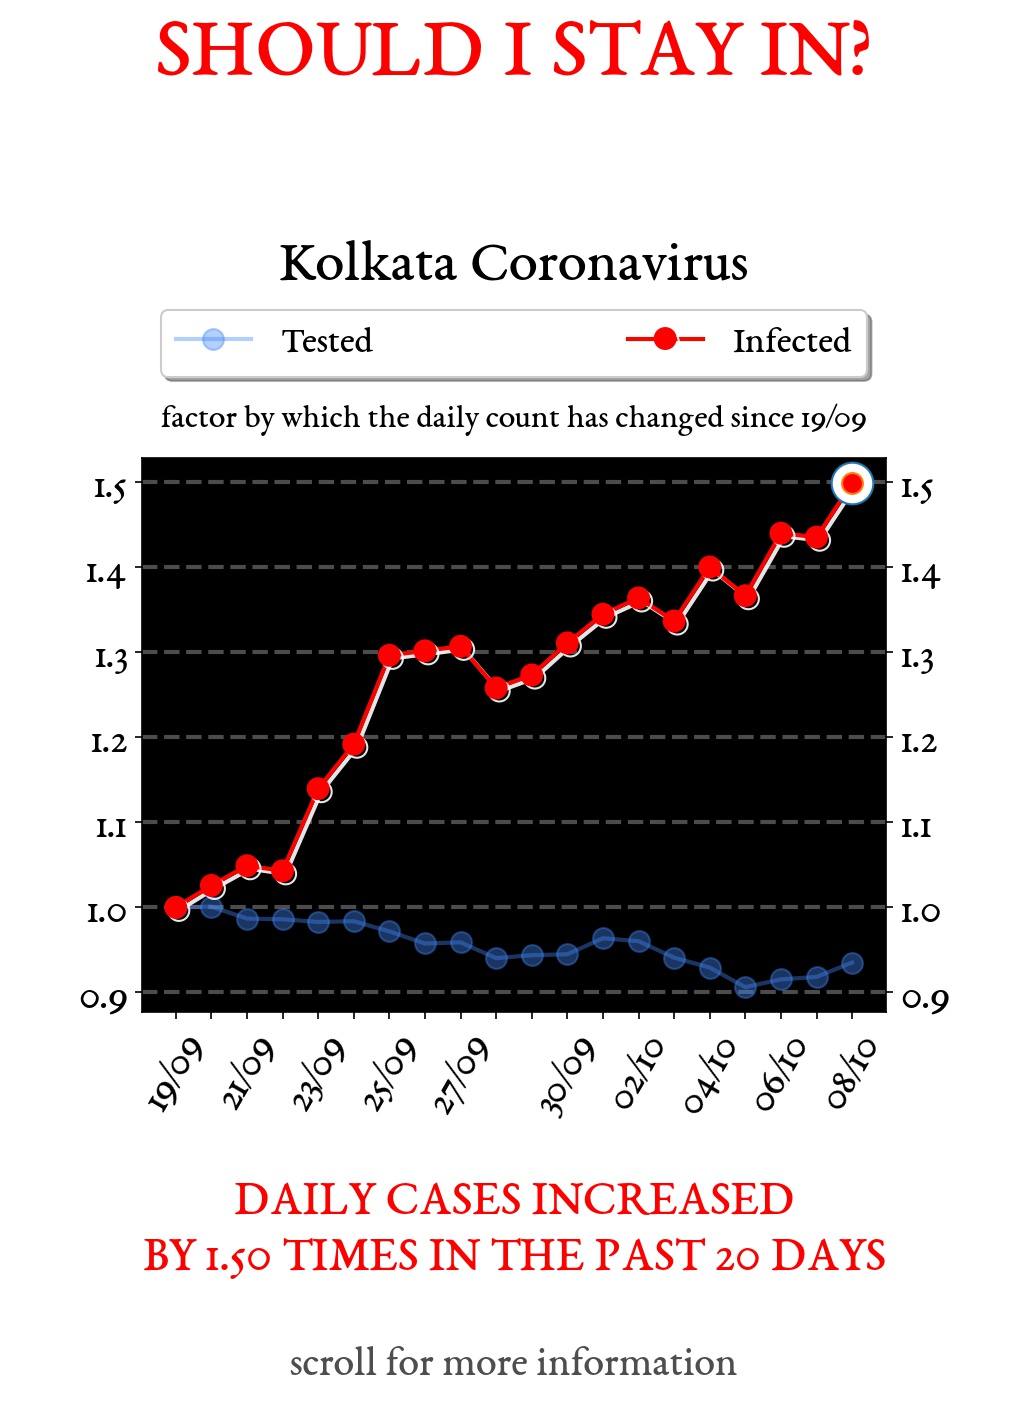 SHOULD I STAY IN?
Kolkata Coronavirus
Tested Infected
factor by which the daily count has changed since 19/09
1.5 1.5
1.4 1.4
1.3 1.3
1.2 1.2
1.1 1.1
1.0 1.0
0.9 0.9
19/09 21/09 23/09 25/09 27/09 30/09 02/10 04/10 06/10 08/10
DAILY CASES INCREASED
BY 1.50 TIMES IN THE PAST 20 DAYS
scroll for more information